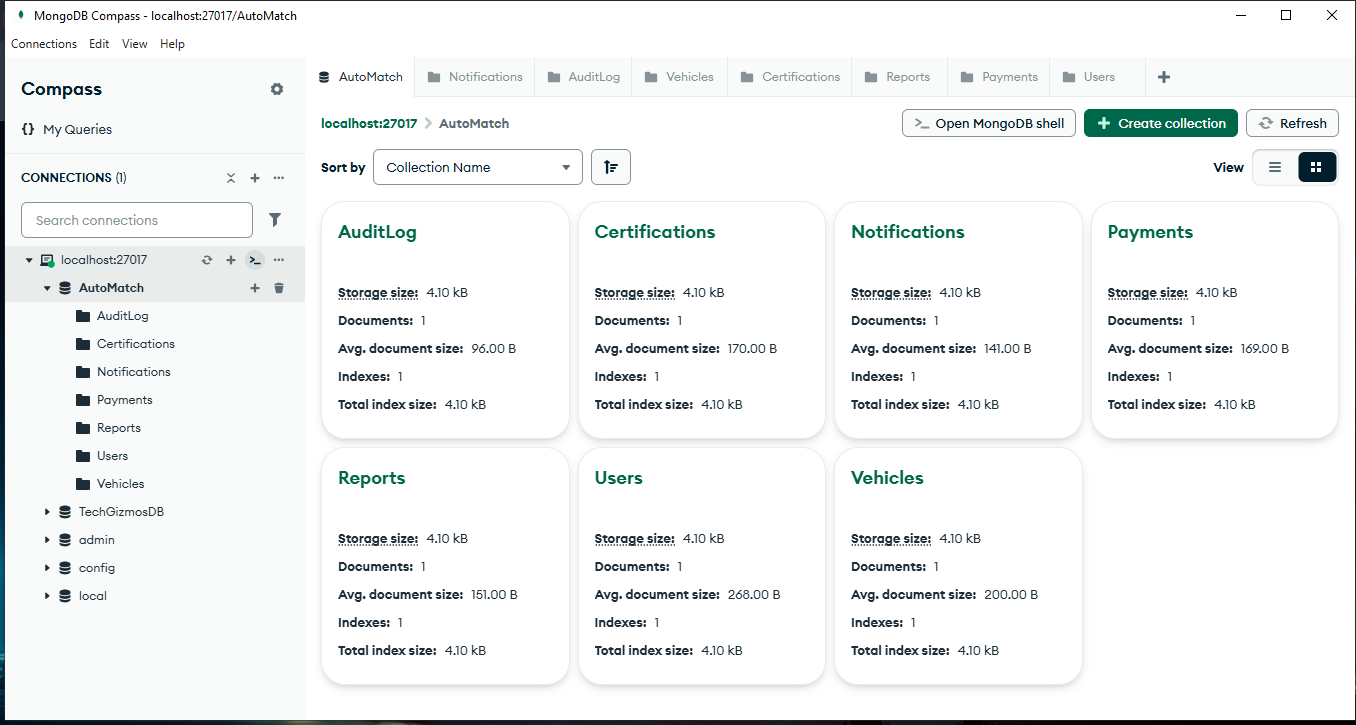 MongoDB Compass - localhost:27017/AutoMatch
Connections Edit View Help
Compass
My Queries
CONNECTIONS (1)
Search connections
localhost:27017
AutoMatch
AuditLog
Certifications
Notifications
Payments
Reports
Users
Vehicles
TechGizmosDB
admin
config
local
AutoMatch Notifications AuditLog Vehicles Certifications Reports Payments Users
localhost:27017 > AutoMatch
>_ Open MongoDB shell + Create collection Refresh
Sort by Collection Name View
AuditLog
Storage size: 4.10 kB
Documents: 1
Avg. document size: 96.00 B
Indexes: 1
Total index size: 4.10 kB
Certifications
Storage size: 4.10 kB
Documents: 1
Avg. document size: 170.00 B
Indexes: 1
Total index size: 4.10 kB
Notifications
Storage size: 4.10 kB
Documents: 1
Avg. document size: 141.00 B
Indexes: 1
Total index size: 4.10 kB
Payments
Storage size: 4.10 kB
Documents: 1
Avg. document size: 169.00 B
Indexes: 1
Total index size: 4.10 kB
Reports
Storage size: 4.10 kB
Documents: 1
Avg. document size: 151.00 B
Indexes: 1
Total index size: 4.10 kB
Users
Storage size: 4.10 kB
Documents: 1
Avg. document size: 268.00 B
Indexes: 1
Total index size: 4.10 kB
Vehicles
Storage size: 4.10 kB
Documents: 1
Avg. document size: 200.00 B
Indexes: 1
Total index size: 4.10 kB